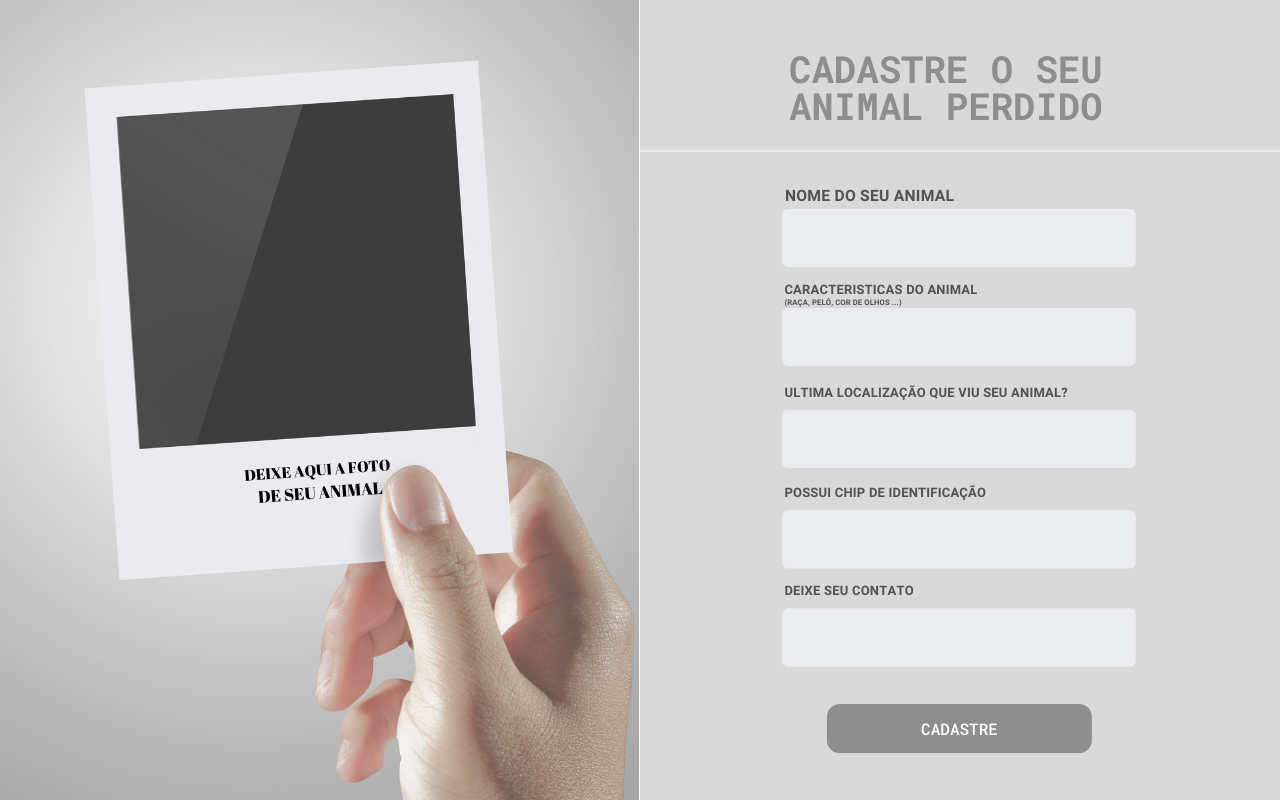 DEIXE AQUI A FOTO
DE SEU ANIMAL
CADASTRE O SEU
ANIMAL PERDIDO
NOME DO SEU ANIMAL
CARACTERISTICAS DO ANIMAL
(RAÇA, PELÔ, COR DE OLHOS ...)
ULTIMA LOCALIZAÇÃO QUE VIU SEU ANIMAL?
POSSUI CHIP DE IDENTIFICAÇÃO
DEIXE SEU CONTATO
CADASTRE